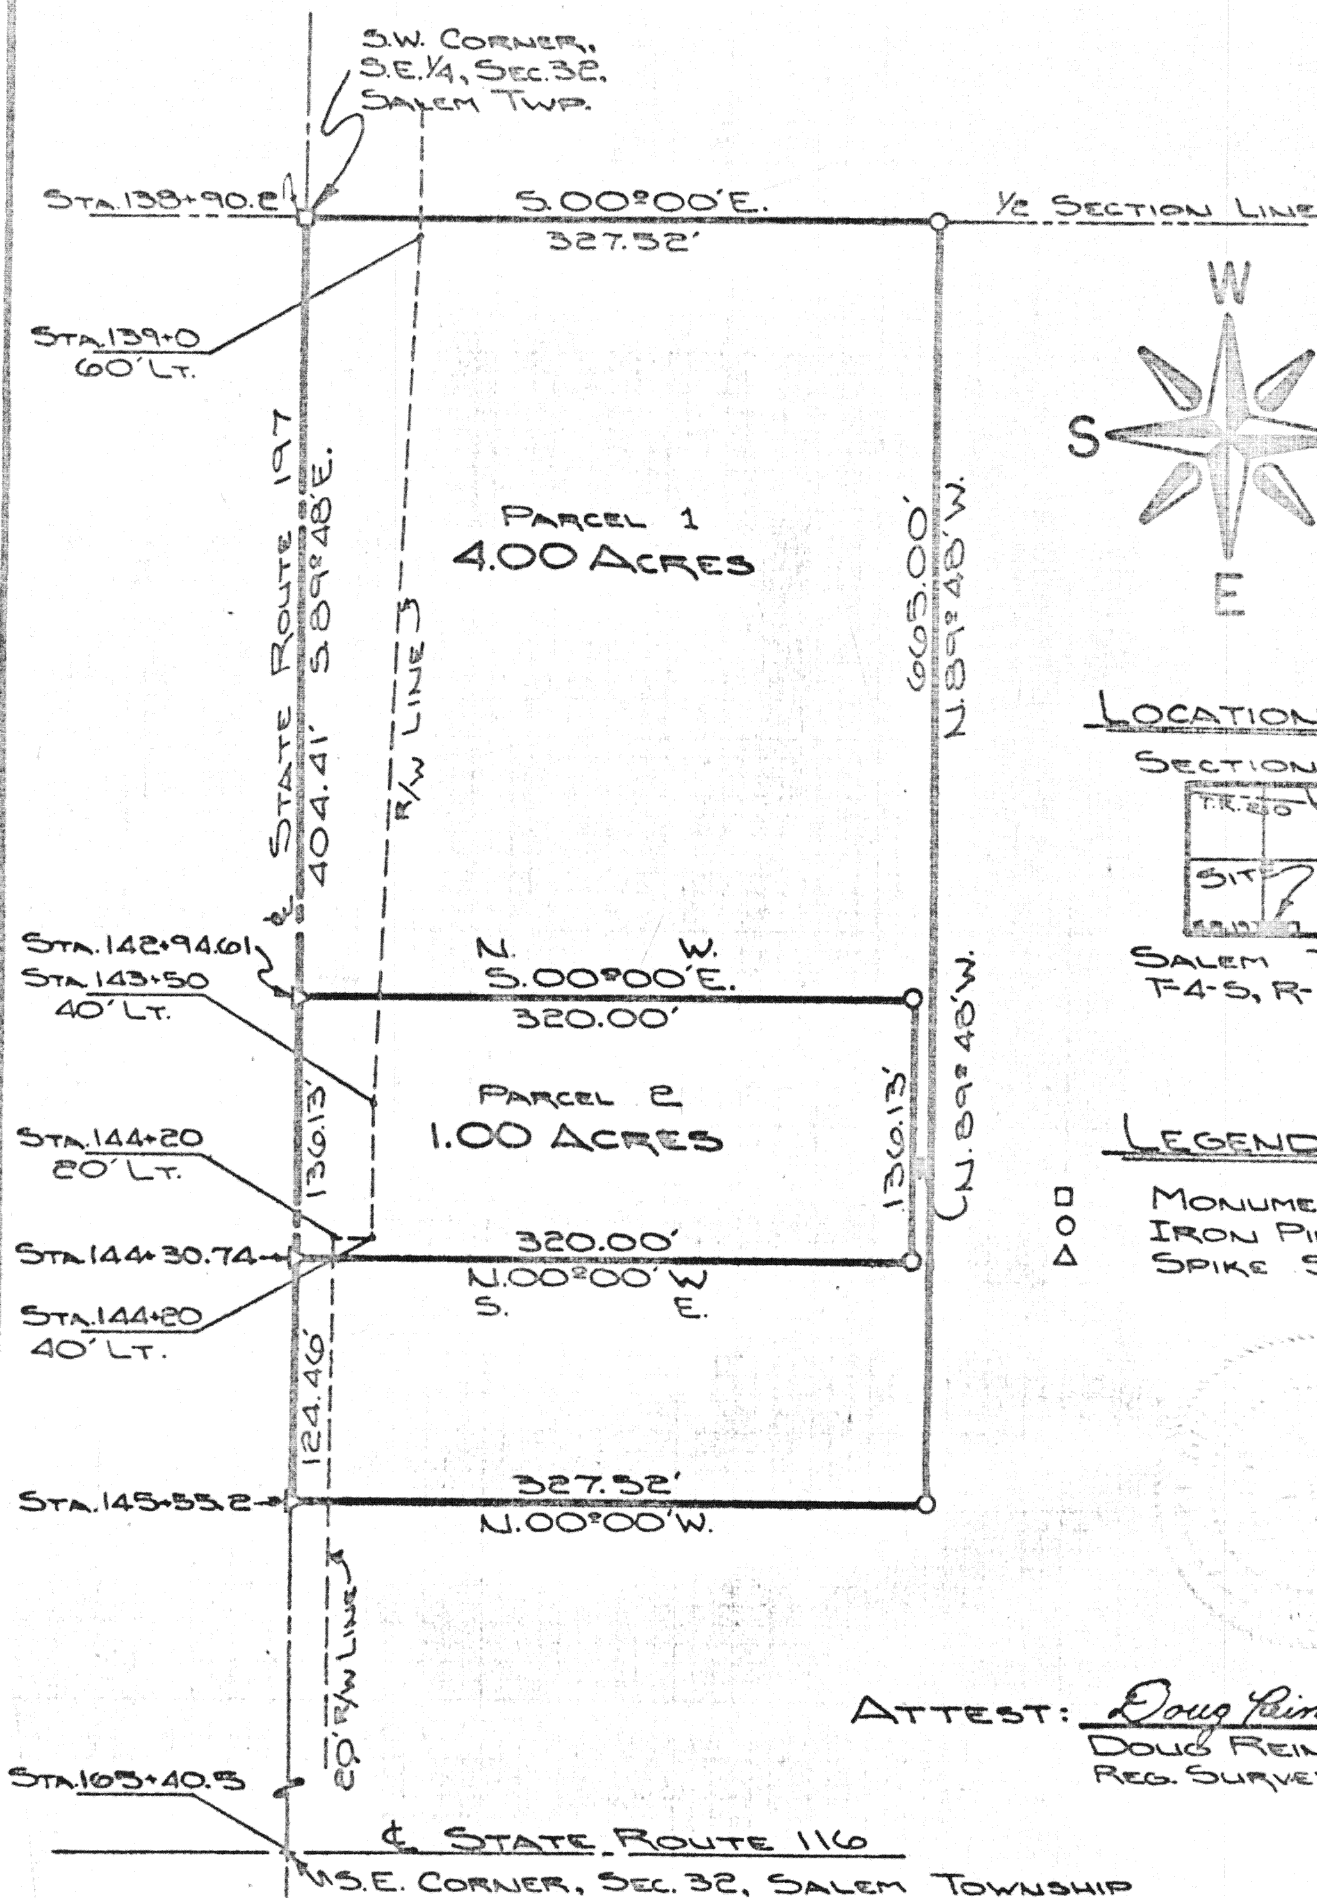 S.W. CORNER,
S.E. 1/4, SEC. 32,
SALEM TWP.
STA. 138+90.2
S. 00°00' E.
327.52'
1/2 SECTION LINE
STA. 139+0
60' LT.
W
S
E
STATE ROUTE 197
404.41' S. 89°48' E.
R/W LINE
PARCEL 1
4.00 ACRES
665.00'
N. 89°48' W.
LOCATION
SECTION
T.R. 250
SITE
SALEM T
T-4-S, R-
STA. 142+94.61
STA. 143+50
40' LT.
N. W.
S. 00°00' E.
320.00'
136.13'
PARCEL 2
1.00 ACRES
136.13'
N. 89°48' W.
STA. 144+20
20' LT.
STA. 144+30.74
320.00'
N. 00°00' W
S. E.
STA. 144+20
40' LT.
LEGEND
MONUME
IRON PI
SPIKE S
124.46'
STA. 145+55.2
327.52'
N. 00°00' W.
20' R/W LINE
ATTEST: Doug Rein
DOUG REIN
REG. SURVE
STA. 165+40.5
℄ STATE ROUTE 116
S.E. CORNER, SEC. 32, SALEM TOWNSHIP